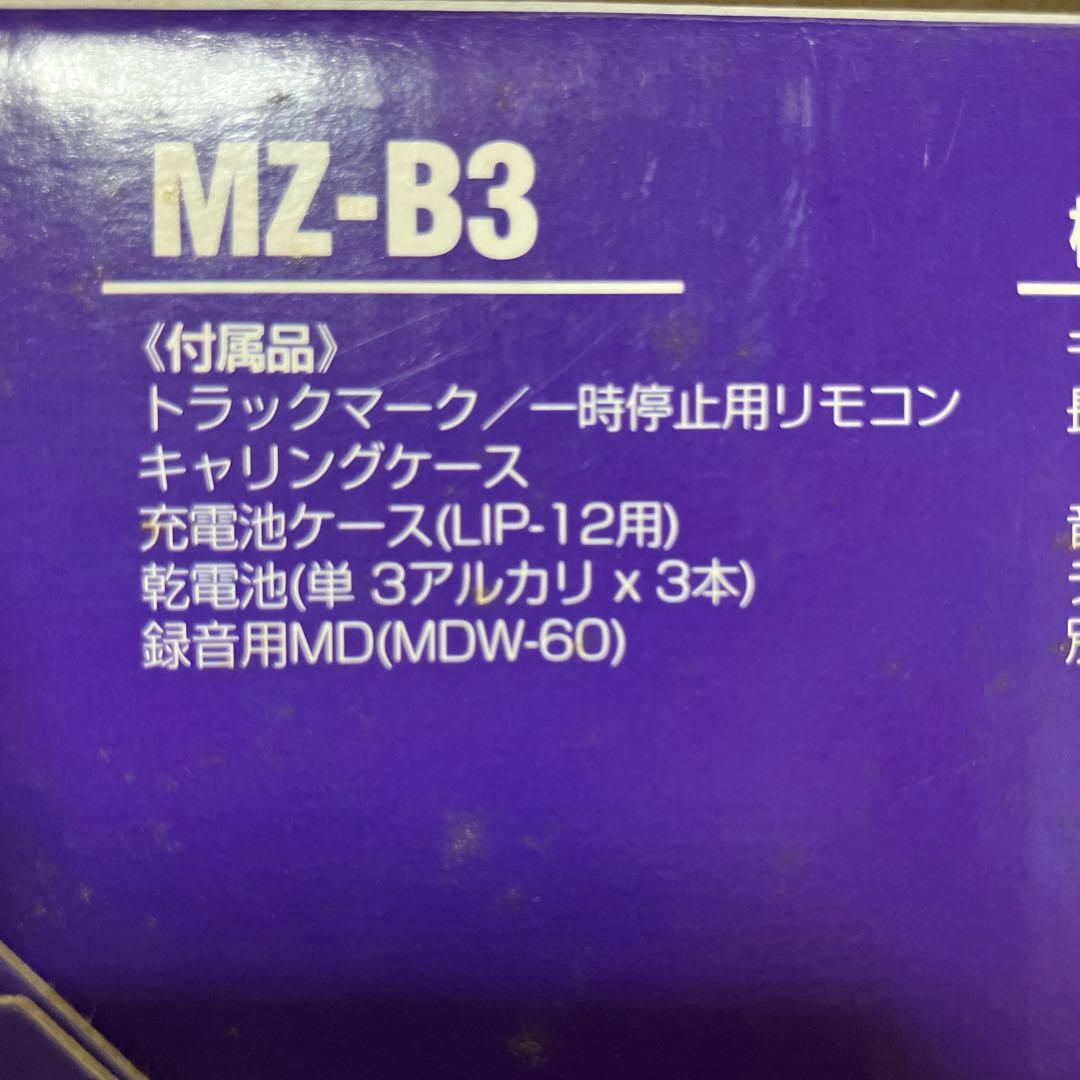 MZ-B3
《付属品》
トラックマーク／一時停止用リモコン
キャリングケース
充電池ケース(LIP-12用)
乾電池(単 3アルカリ x 3本)
録音用MD(MDW-60)